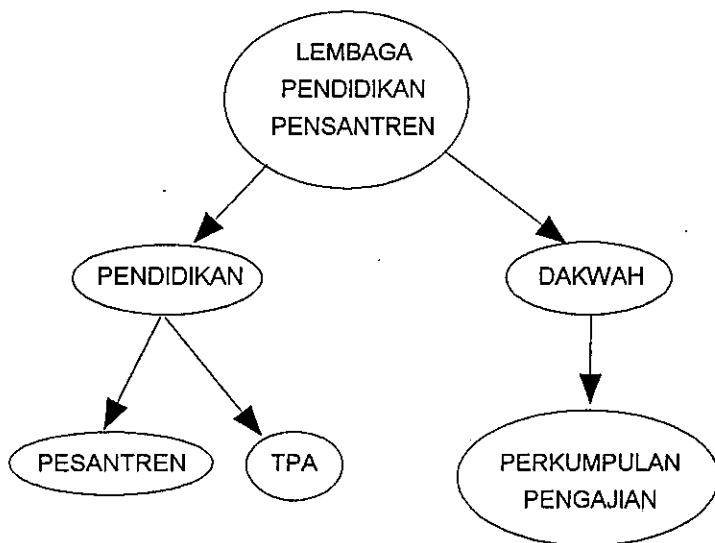 LEMBAGA
PENDIDIKAN
PENSANTREN
PENDIDIKAN
DAKWAH
PESANTREN
TPA
PERKUMPULAN
PENGAJIAN